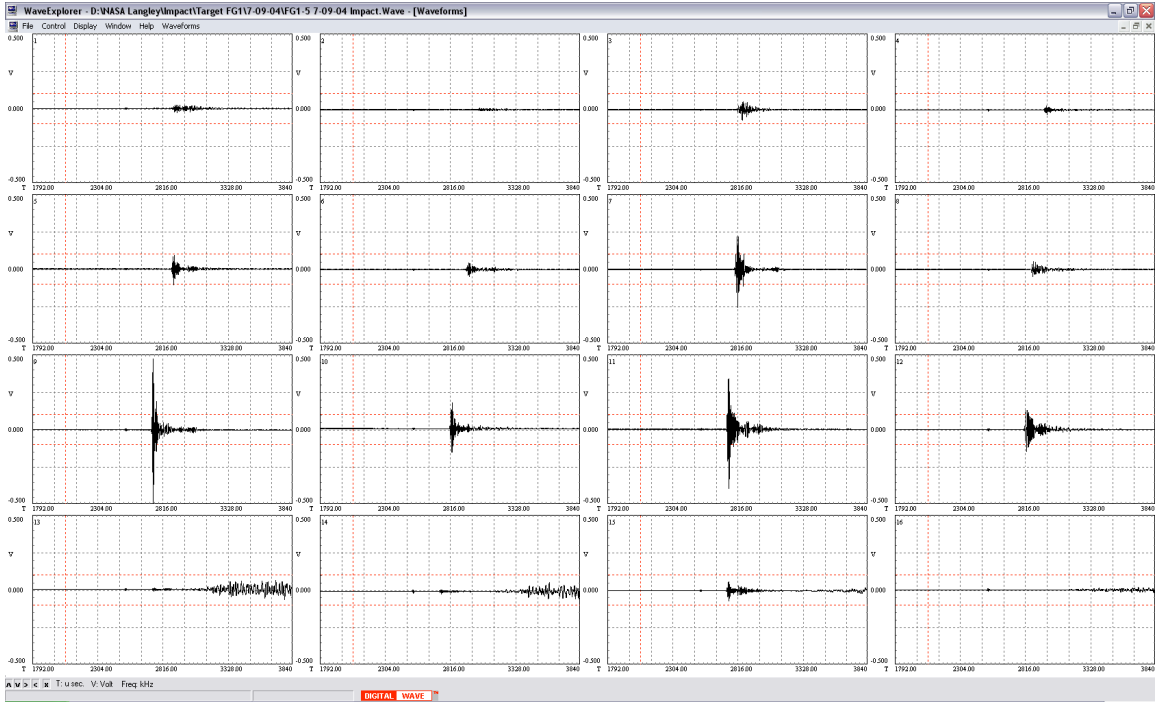 WaveExplorer - D:\NASA Langley\Impact\Target FG1\7-09-04\FG1-5 7-09-04 Impact.Wave - [Waveforms]
File Control Display Window Help Waveforms
0.500 1 0.500 2 0.500 3 0.500 4
V V V V
0.000 0.000 0.000 0.000
-0.500 -0.500 -0.500 -0.500
T 1792.00 2304.00 2816.00 3328.00 3840 T 1792.00 2304.00 2816.00 3328.00 3840 T 1792.00 2304.00 2816.00 3328.00 3840 T 1792.00 2304.00 2816.00 3328.00 3840
0.500 5 0.500 6 0.500 7 0.500 8
V V V V
0.000 0.000 0.000 0.000
-0.500 -0.500 -0.500 -0.500
T 1792.00 2304.00 2816.00 3328.00 3840 T 1792.00 2304.00 2816.00 3328.00 3840 T 1792.00 2304.00 2816.00 3328.00 3840 T 1792.00 2304.00 2816.00 3328.00 3840
0.500 9 0.500 10 0.500 11 0.500 12
V V V V
0.000 0.000 0.000 0.000
-0.500 -0.500 -0.500 -0.500
T 1792.00 2304.00 2816.00 3328.00 3840 T 1792.00 2304.00 2816.00 3328.00 3840 T 1792.00 2304.00 2816.00 3328.00 3840 T 1792.00 2304.00 2816.00 3328.00 3840
0.500 13 0.500 14 0.500 15 0.500 16
V V V V
0.000 0.000 0.000 0.000
-0.500 -0.500 -0.500 -0.500
T 1792.00 2304.00 2816.00 3328.00 3840 T 1792.00 2304.00 2816.00 3328.00 3840 T 1792.00 2304.00 2816.00 3328.00 3840 T 1792.00 2304.00 2816.00 3328.00 3840
Λ V > < x T: u sec. V: Volt Freq: kHz
DIGITAL WAVE